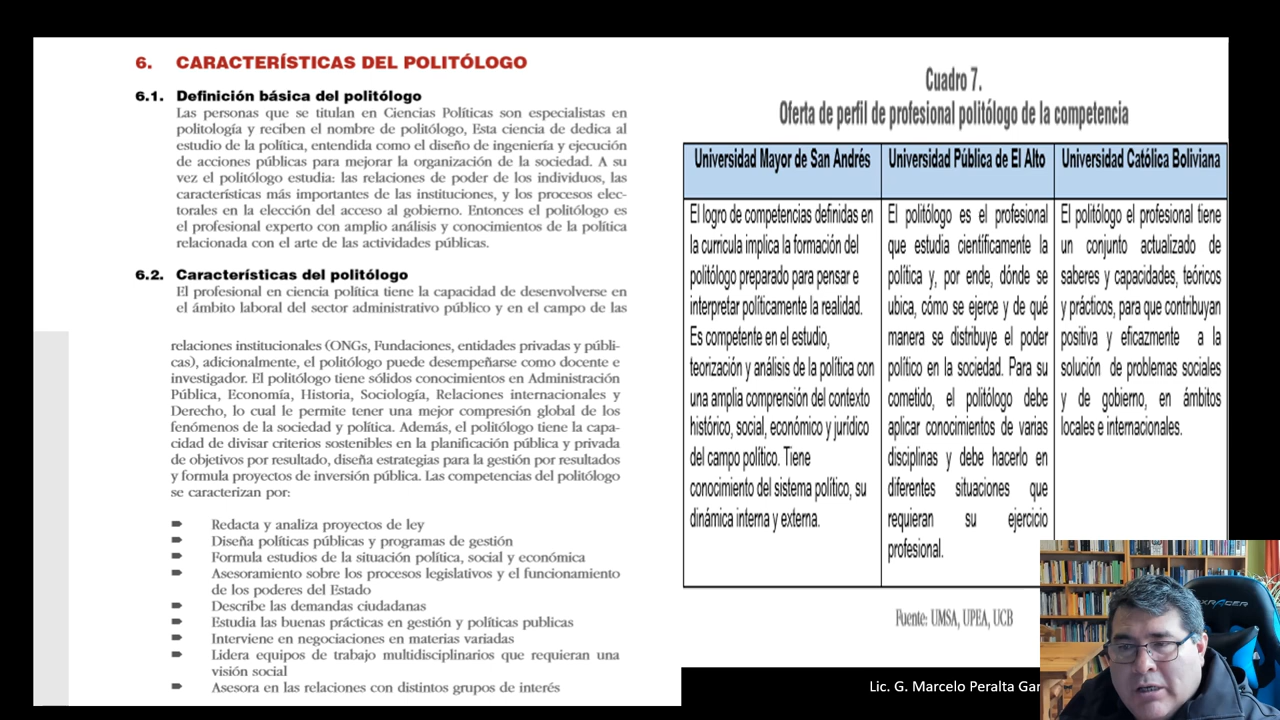 6. CARACTERÍSTICAS DEL POLITÓLOGO
6.1. Definición básica del politólogo
Las personas que se titulan en Ciencias Políticas son especialistas en
politología y reciben el nombre de politólogo, Esta ciencia de dedica al
estudio de la política, entendida como el diseño de ingeniería y ejecución
de acciones públicas para mejorar la organización de la sociedad. A su
vez el politólogo estudia: las relaciones de poder de los individuos, las
características más importantes de las instituciones, y los procesos elec-
torales en la elección del acceso al gobierno. Entonces el politólogo es
el profesional experto con amplio análisis y conocimientos de la política
relacionada con el arte de las actividades públicas.
6.2. Características del politólogo
El profesional en ciencia política tiene la capacidad de desenvolverse en
el ámbito laboral del sector administrativo público y en el campo de las
relaciones institucionales (ONGs, Fundaciones, entidades privadas y públi-
cas), adicionalmente, el politólogo puede desempeñarse como docente e
investigador. El politólogo tiene sólidos conocimientos en Administración
Pública, Economía, Historia, Sociología, Relaciones internacionales y
Derecho, lo cual le permite tener una mejor compresión global de los
fenómenos de la sociedad y política. Además, el politólogo tiene la capa-
cidad de divisar criterios sostenibles en la planificación pública y privada
de objetivos por resultado, diseña estrategias para la gestión por resultados
y formula proyectos de inversión pública. Las competencias del politólogo
se caracterizan por:
Redacta y analiza proyectos de ley
Diseña políticas públicas y programas de gestión
Formula estudios de la situación política, social y económica
Asesoramiento sobre los procesos legislativos y el funcionamiento
de los poderes del Estado
Describe las demandas ciudadanas
Estudia las buenas prácticas en gestión y políticas publicas
Interviene en negociaciones en materias variadas
Lidera equipos de trabajo multidisciplinarios que requieran una
visión social
Asesora en las relaciones con distintos grupos de interés
Cuadro 7.
Oferta de perfil de profesional politólogo de la competencia
Universidad Mayor de San Andrés
El logro de competencias definidas en
la curricula implica la formación del
politólogo preparado para pensar e
interpretar políticamente la realidad.
Es competente en el estudio,
teorización y análisis de la política con
una amplia comprensión del contexto
histórico, social, económico y jurídico
del campo político. Tiene
conocimiento del sistema político, su
dinámica interna y externa.
Universidad Pública de El Alto
El politólogo es el profesional
que estudia científicamente la
política y, por ende, dónde se
ubica, cómo se ejerce y de qué
manera se distribuye el poder
político en la sociedad. Para su
cometido, el politólogo debe
aplicar conocimientos de varias
disciplinas y debe hacerlo en
diferentes situaciones que
requieran su ejercicio
profesional.
Universidad Católica Boliviana
El politólogo el profesional tiene
un conjunto actualizado de
saberes y capacidades, teóricos
y prácticos, para que contribuyan
positiva y eficazmente a la
solución de problemas sociales
y de gobierno, en ámbitos
locales e internacionales.
Fuente: UMSA, UPEA, UCB
Lic. G. Marcelo Peralta